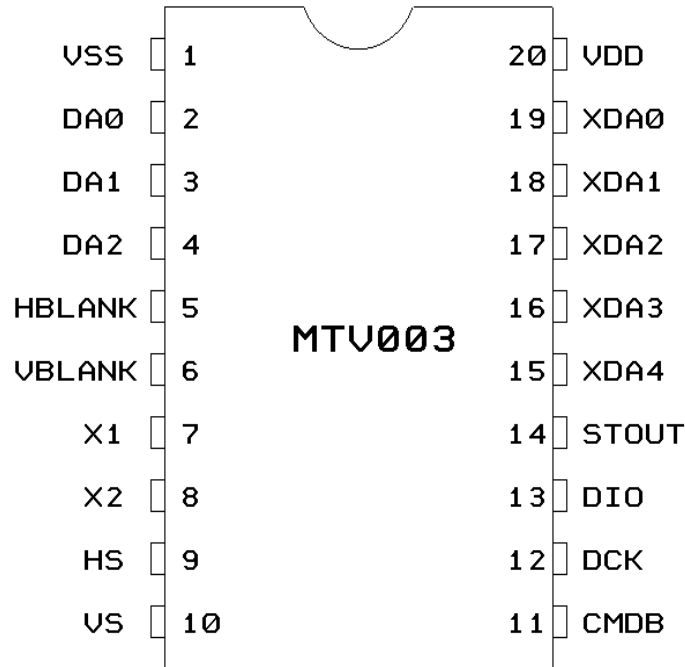 VSS 1 20 VDD
DA0 2 19 XDA0
DA1 3 18 XDA1
DA2 4 17 XDA2
HBLANK 5 16 XDA3
MTV003
VBLANK 6 15 XDA4
X1 7 14 STOUT
X2 8 13 DIO
HS 9 12 DCK
VS 10 11 CMDB